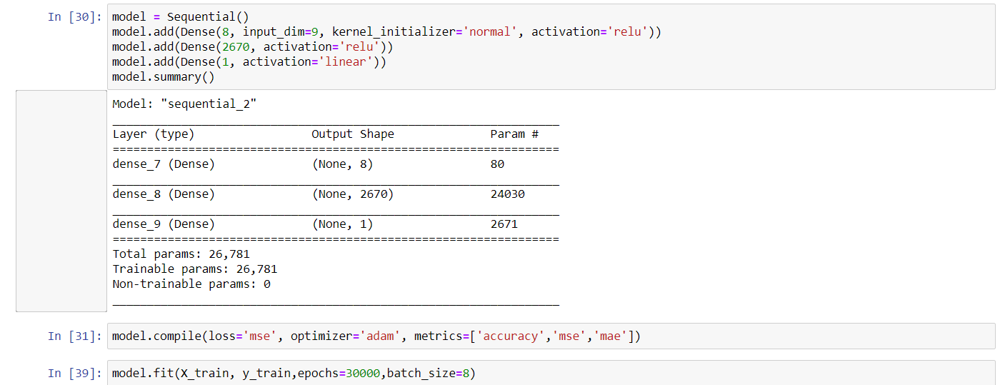 In [30]: model = Sequential()
model.add(Dense(8, input_dim=9, kernel_initializer='normal', activation='relu'))
model.add(Dense(2670, activation='relu'))
model.add(Dense(1, activation='linear'))
model.summary()
Model: "sequential_2"
_________________________________________________________________
Layer (type)                 Output Shape              Param #
=================================================================
dense_7 (Dense)              (None, 8)                 80
_________________________________________________________________
dense_8 (Dense)              (None, 2670)              24030
_________________________________________________________________
dense_9 (Dense)              (None, 1)                 2671
=================================================================
Total params: 26,781
Trainable params: 26,781
Non-trainable params: 0
_________________________________________________________________
In [31]: model.compile(loss='mse', optimizer='adam', metrics=['accuracy','mse','mae'])
In [39]: model.fit(X_train, y_train,epochs=30000,batch_size=8)